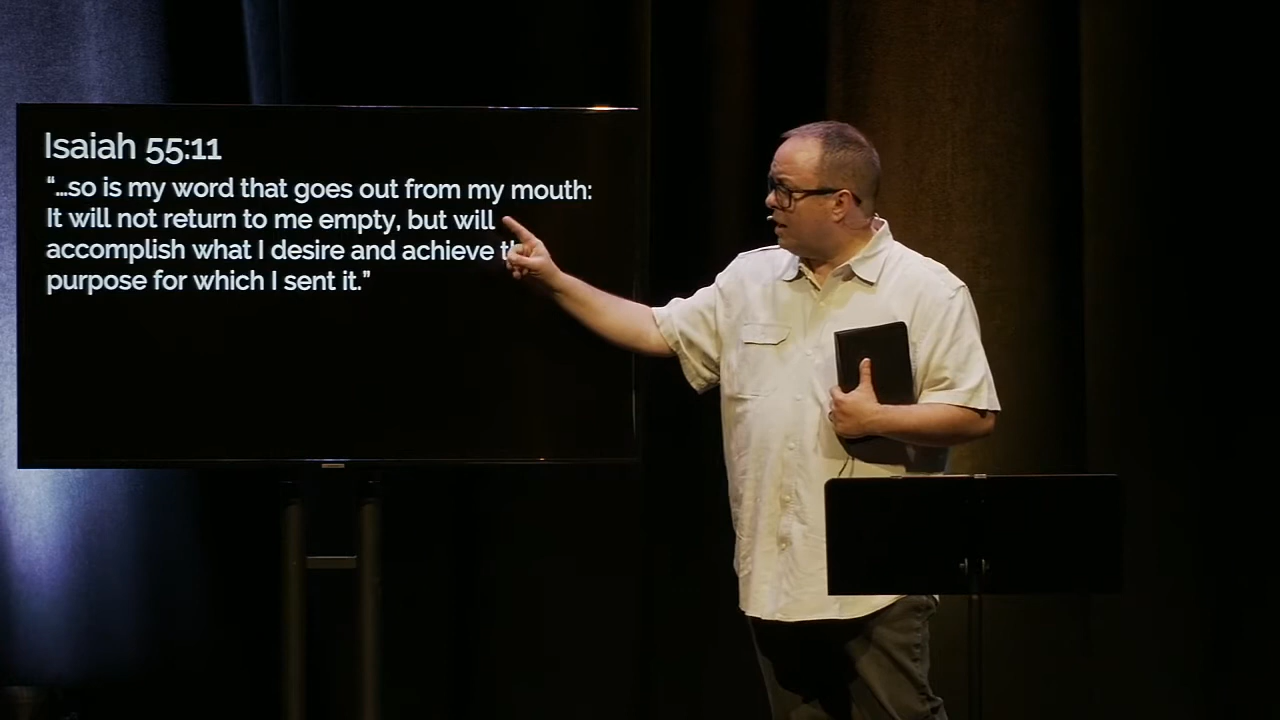 Isaiah 55:11
“...so is my word that goes out from my mouth:
It will not return to me empty, but will
accomplish what I desire and achieve
purpose for which I sent it.”